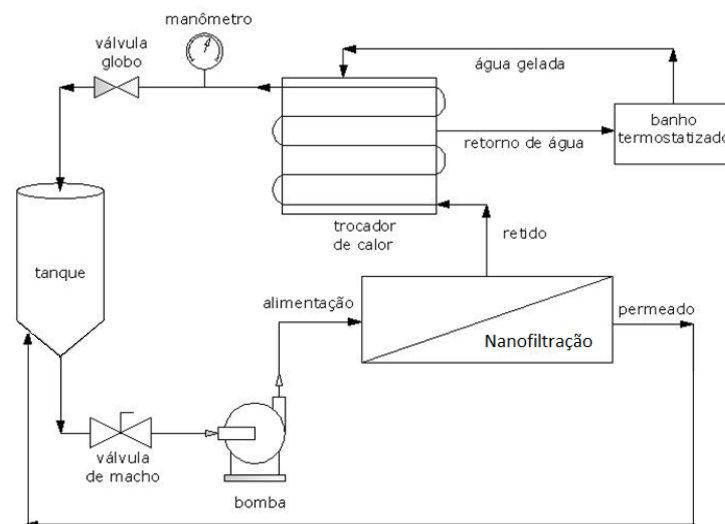 manômetro
válvula
globo
água gelada
banho
termostatizado
retorno de água
trocador
de calor
retido
tanque
alimentação
permeado
Nanofiltração
válvula
de macho
bomba